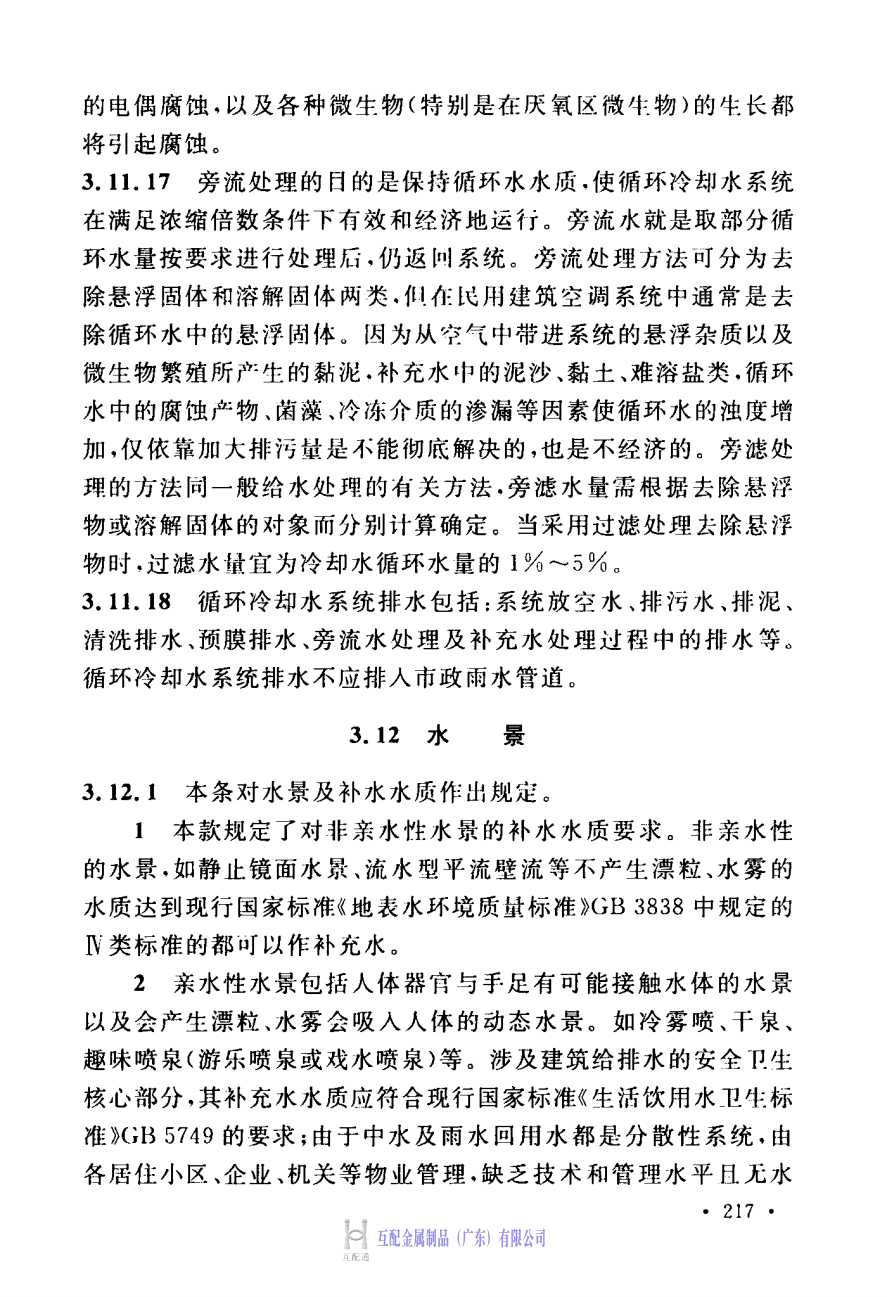 的电偶腐蚀,以及各种微生物(特别是在厌氧区微生物)的生长都
将引起腐蚀。
3.11.17 旁流处理的目的是保持循环水水质,使循环冷却水系统
在满足浓缩倍数条件下有效和经济地运行。旁流水就是取部分循
环水量按要求进行处理后,仍返回系统。旁流处理方法可分为去
除悬浮固体和溶解固体两类,但在民用建筑空调系统中通常是去
除循环水中的悬浮固体。因为从空气中带进系统的悬浮杂质以及
微生物繁殖所产生的黏泥,补充水中的泥沙、黏土、难溶盐类,循环
水中的腐蚀产物、菌藻、冷冻介质的渗漏等因素使循环水的浊度增
加,仅依靠加大排污量是不能彻底解决的,也是不经济的。旁滤处
理的方法同一般给水处理的有关方法,旁滤水量需根据去除悬浮
物或溶解固体的对象而分别计算确定。当采用过滤处理去除悬浮
物时,过滤水量宜为冷却水循环水量的1%~5%。
3.11.18 循环冷却水系统排水包括:系统放空水、排污水、排泥、
清洗排水、预膜排水、旁流水处理及补充水处理过程中的排水等。
循环冷却水系统排水不应排入市政雨水管道。
3.12 水 景
3.12.1 本条对水景及补水水质作出规定。
1 本款规定了对非亲水性水景的补水水质要求。非亲水性
的水景,如静止镜面水景、流水型平流壁流等不产生漂粒、水雾的
水质达到现行国家标准《地表水环境质量标准》GB 3838 中规定的
Ⅳ类标准的都可以作补充水。
2 亲水性水景包括人体器官与手足有可能接触水体的水景
以及会产生漂粒、水雾会吸入人体的动态水景。如冷雾喷、干泉、
趣味喷泉(游乐喷泉或戏水喷泉)等。涉及建筑给排水的安全卫生
核心部分,其补充水水质应符合现行国家标准《生活饮用水卫生标
准》GB 5749 的要求;由于中水及雨水回用水都是分散性系统,由
各居住小区、企业、机关等物业管理,缺乏技术和管理水平且无水
• 217 •
互配金属制品(广东)有限公司
互配通